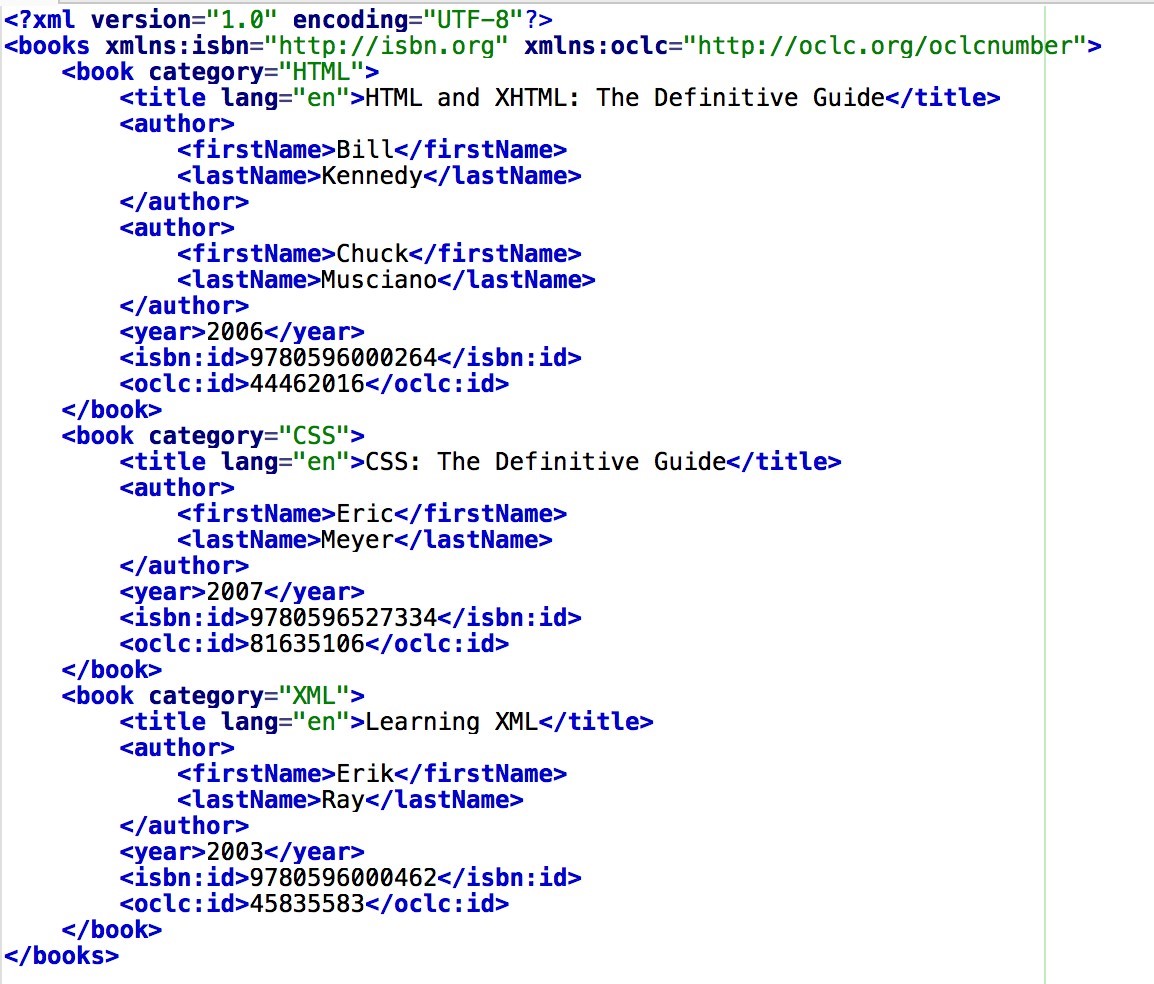 <?xml version="1.0" encoding="UTF-8"?>
<books xmlns:isbn="http://isbn.org" xmlns:oclc="http://oclc.org/oclcnumber">
    <book category="HTML">
        <title lang="en">HTML and XHTML: The Definitive Guide</title>
        <author>
            <firstName>Bill</firstName>
            <lastName>Kennedy</lastName>
        </author>
        <author>
            <firstName>Chuck</firstName>
            <lastName>Musciano</lastName>
        </author>
        <year>2006</year>
        <isbn:id>9780596000264</isbn:id>
        <oclc:id>44462016</oclc:id>
    </book>
    <book category="CSS">
        <title lang="en">CSS: The Definitive Guide</title>
        <author>
            <firstName>Eric</firstName>
            <lastName>Meyer</lastName>
        </author>
        <year>2007</year>
        <isbn:id>9780596527334</isbn:id>
        <oclc:id>81635106</oclc:id>
    </book>
    <book category="XML">
        <title lang="en">Learning XML</title>
        <author>
            <firstName>Erik</firstName>
            <lastName>Ray</lastName>
        </author>
        <year>2003</year>
        <isbn:id>9780596000462</isbn:id>
        <oclc:id>45835583</oclc:id>
    </book>
</books>